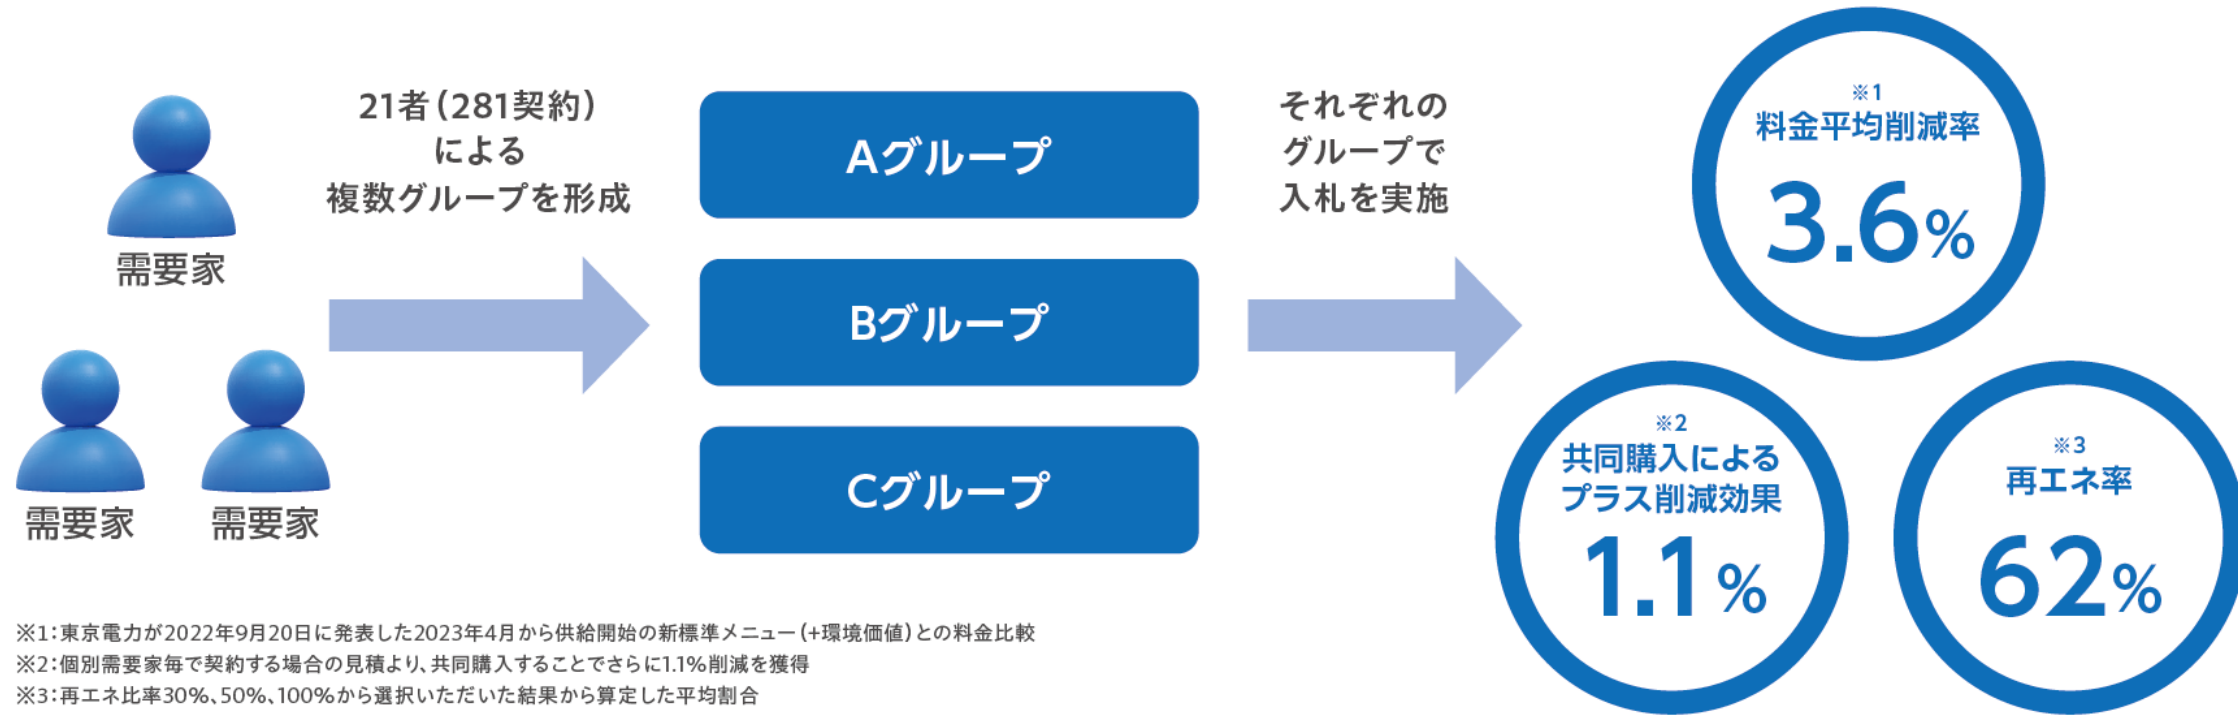 需要家
需要家
需要家
21者(281契約)
による
複数グループを形成
Aグループ
Bグループ
Cグループ
それぞれの
グループで
入札を実施
※1
料金平均削減率
3.6%
※2
共同購入による
プラス削減効果
1.1%
※3
再エネ率
62%
※1:東京電力が2022年9月20日に発表した2023年4月から供給開始の新標準メニュー(+環境価値)との料金比較
※2:個別需要家毎で契約する場合の見積より、共同購入することでさらに1.1%削減を獲得
※3:再エネ比率30%、50%、100%から選択いただいた結果から算定した平均割合